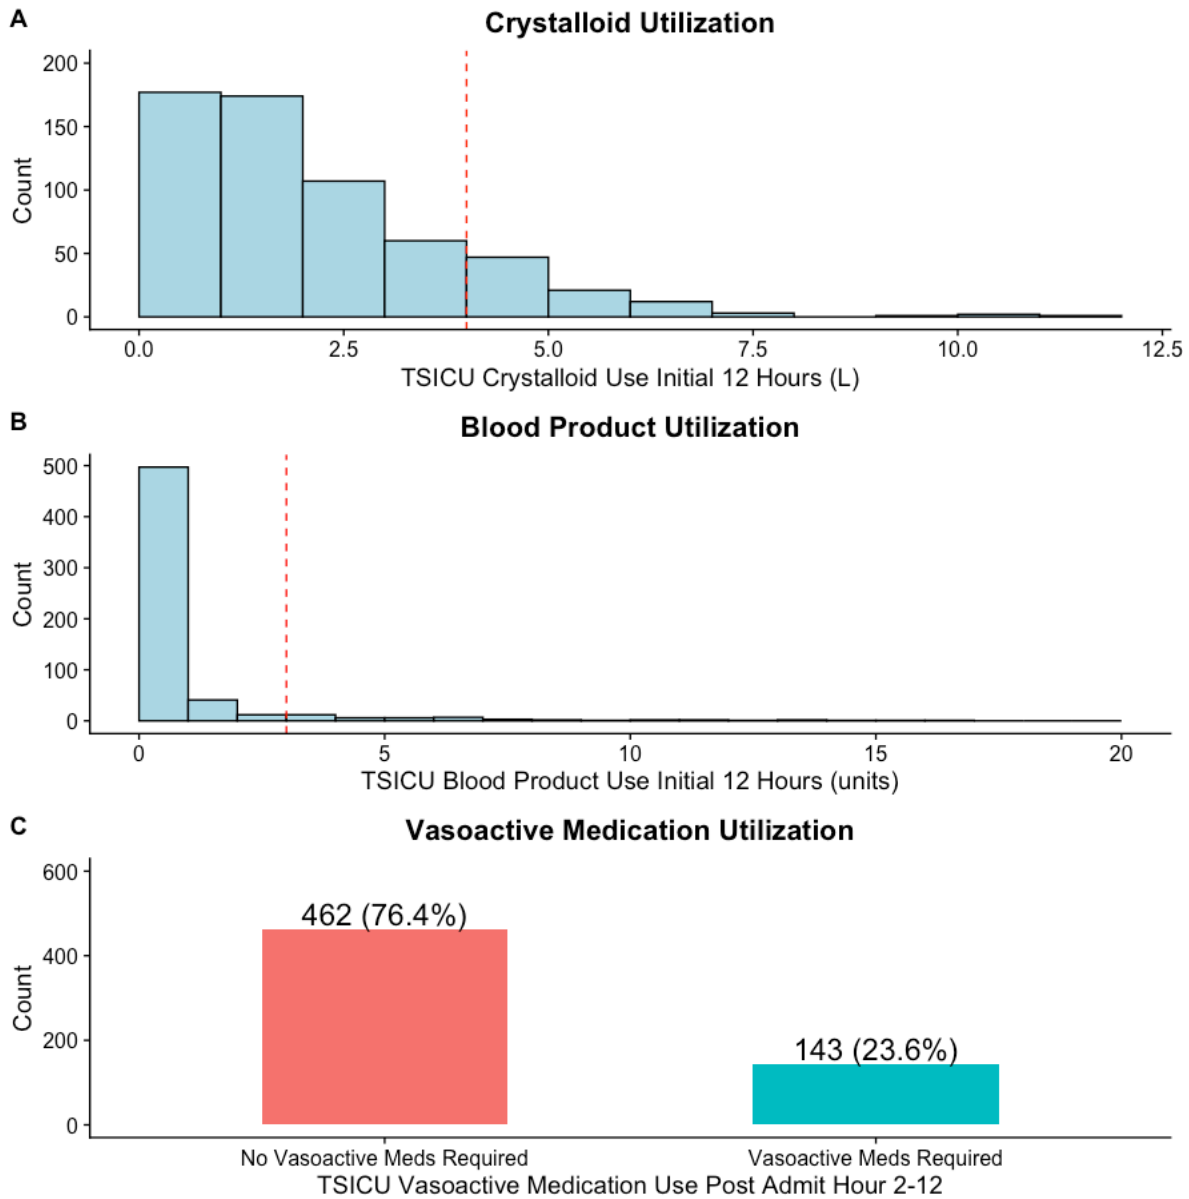 A
Crystalloid Utilization
200
150
100
50
0
Count
0.0 2.5 5.0 7.5 10.0 12.5
TSICU Crystalloid Use Initial 12 Hours (L)
B
Blood Product Utilization
500
400
300
200
100
0
Count
0 5 10 15 20
TSICU Blood Product Use Initial 12 Hours (units)
C
Vasoactive Medication Utilization
600
400
200
0
Count
462 (76.4%)
143 (23.6%)
No Vasoactive Meds Required Vasoactive Meds Required
TSICU Vasoactive Medication Use Post Admit Hour 2-12